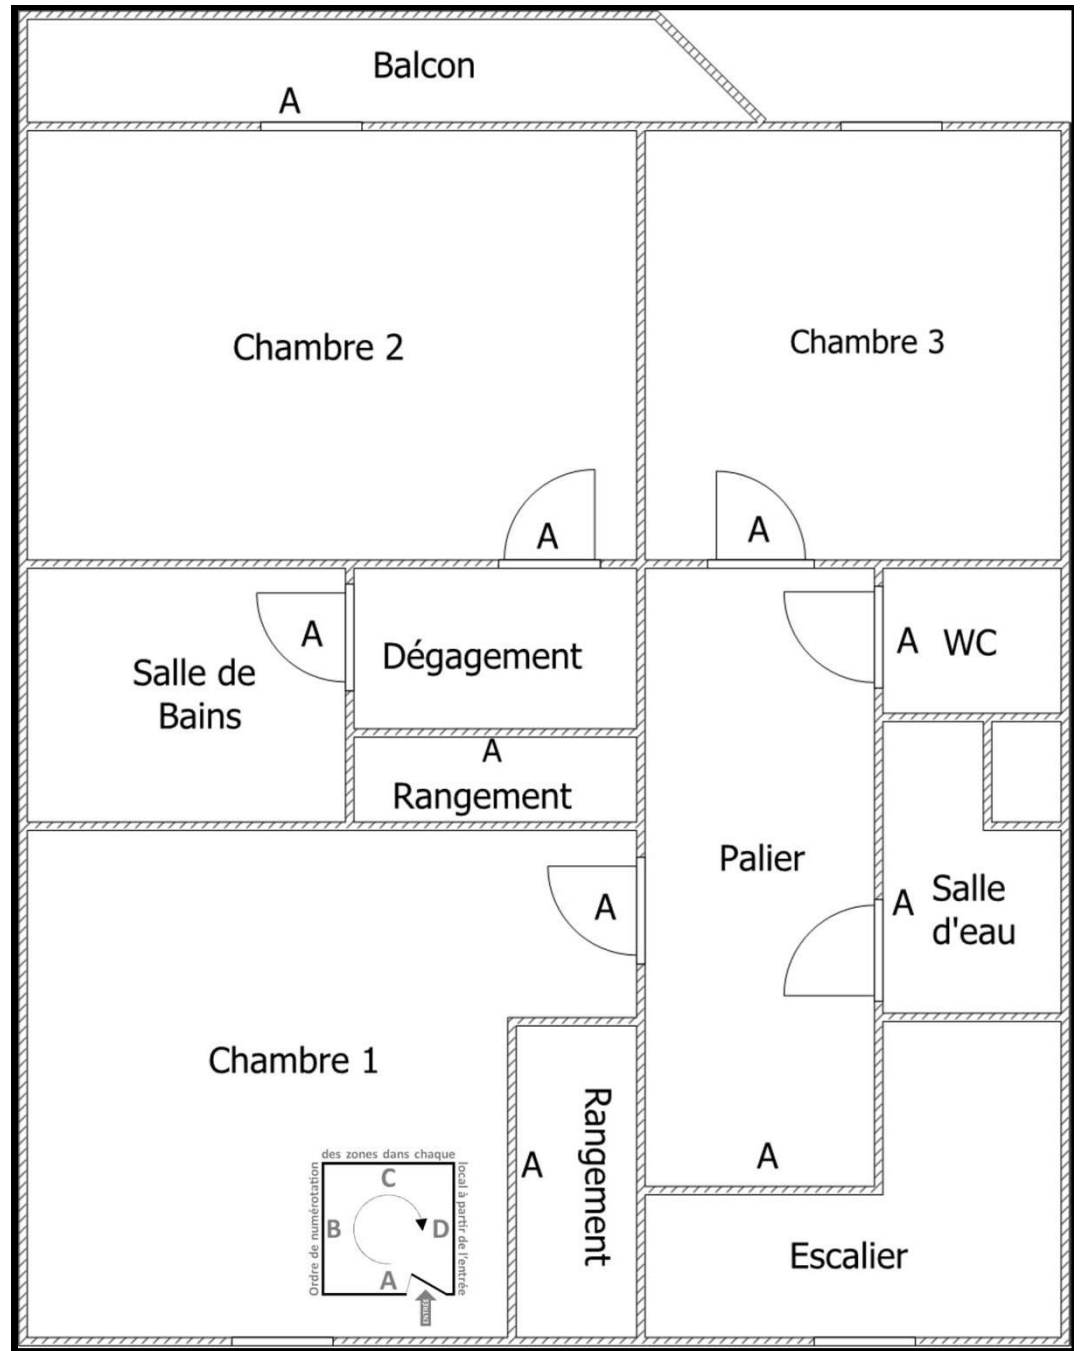 Balcon
A
Chambre 2
Chambre 3
A
A
A
Dégagement
A WC
Salle de
Bains
A
Rangement
Palier
A
A
Salle
d'eau
Chambre 1
Rangement
A
A
Escalier
des zones dans chaque
Ordre de numérotation
local à partir de l'entrée
C
B
D
A